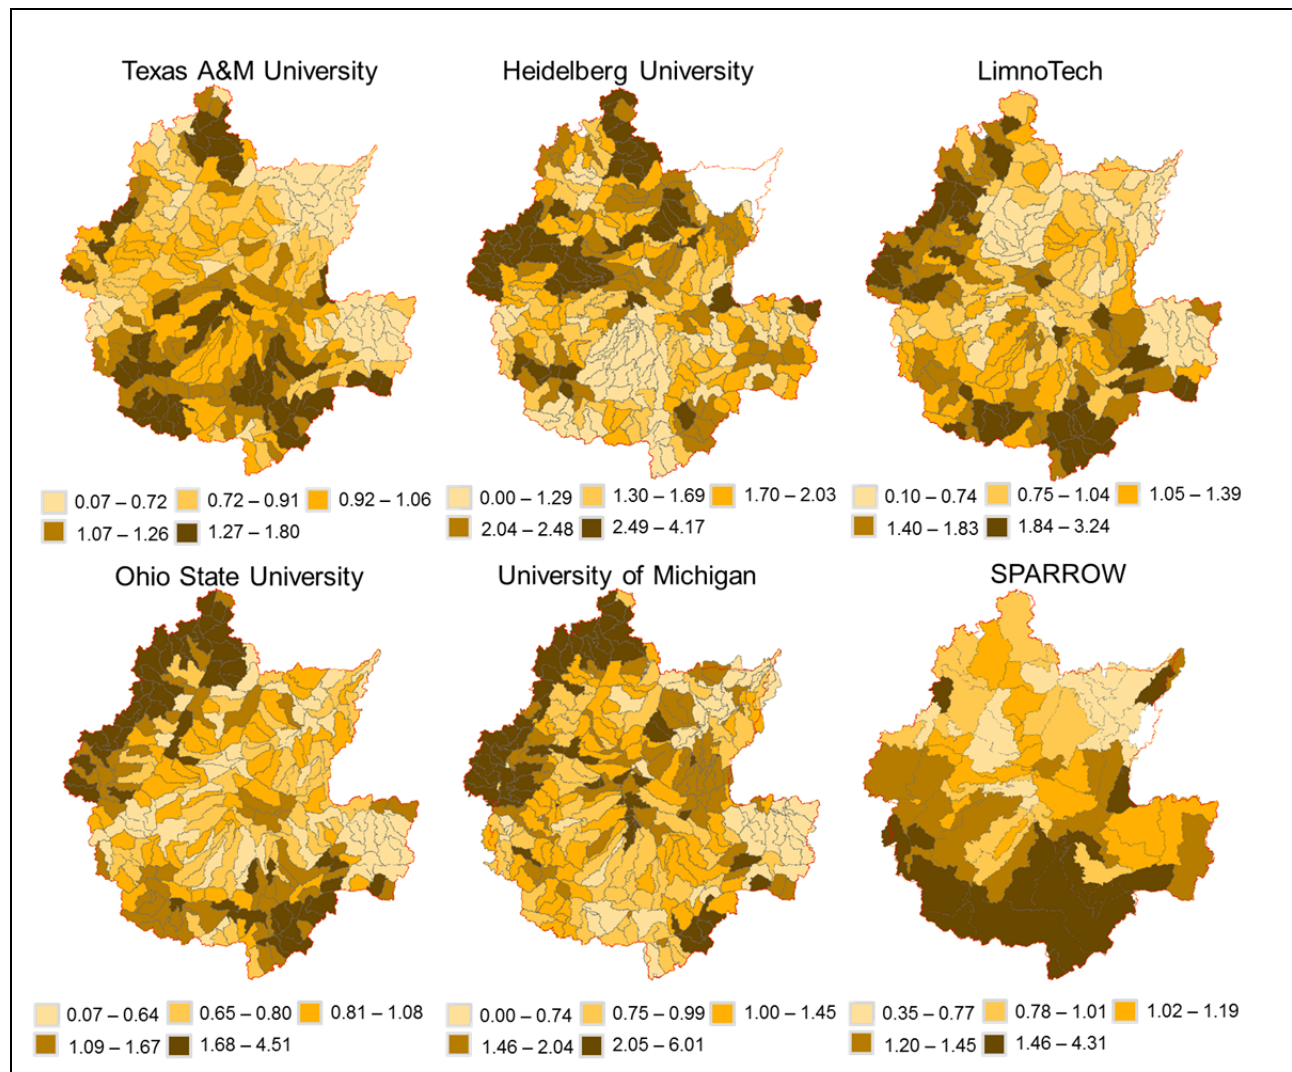 Texas A&M University
Heidelberg University
LimnoTech
0.07 – 0.72 0.72 – 0.91 0.92 – 1.06
1.07 – 1.26 1.27 – 1.80
0.00 – 1.29 1.30 – 1.69 1.70 – 2.03
2.04 – 2.48 2.49 – 4.17
0.10 – 0.74 0.75 – 1.04 1.05 – 1.39
1.40 – 1.83 1.84 – 3.24
Ohio State University
University of Michigan
SPARROW
0.07 – 0.64 0.65 – 0.80 0.81 – 1.08
1.09 – 1.67 1.68 – 4.51
0.00 – 0.74 0.75 – 0.99 1.00 – 1.45
1.46 – 2.04 2.05 – 6.01
0.35 – 0.77 0.78 – 1.01 1.02 – 1.19
1.20 – 1.45 1.46 – 4.31